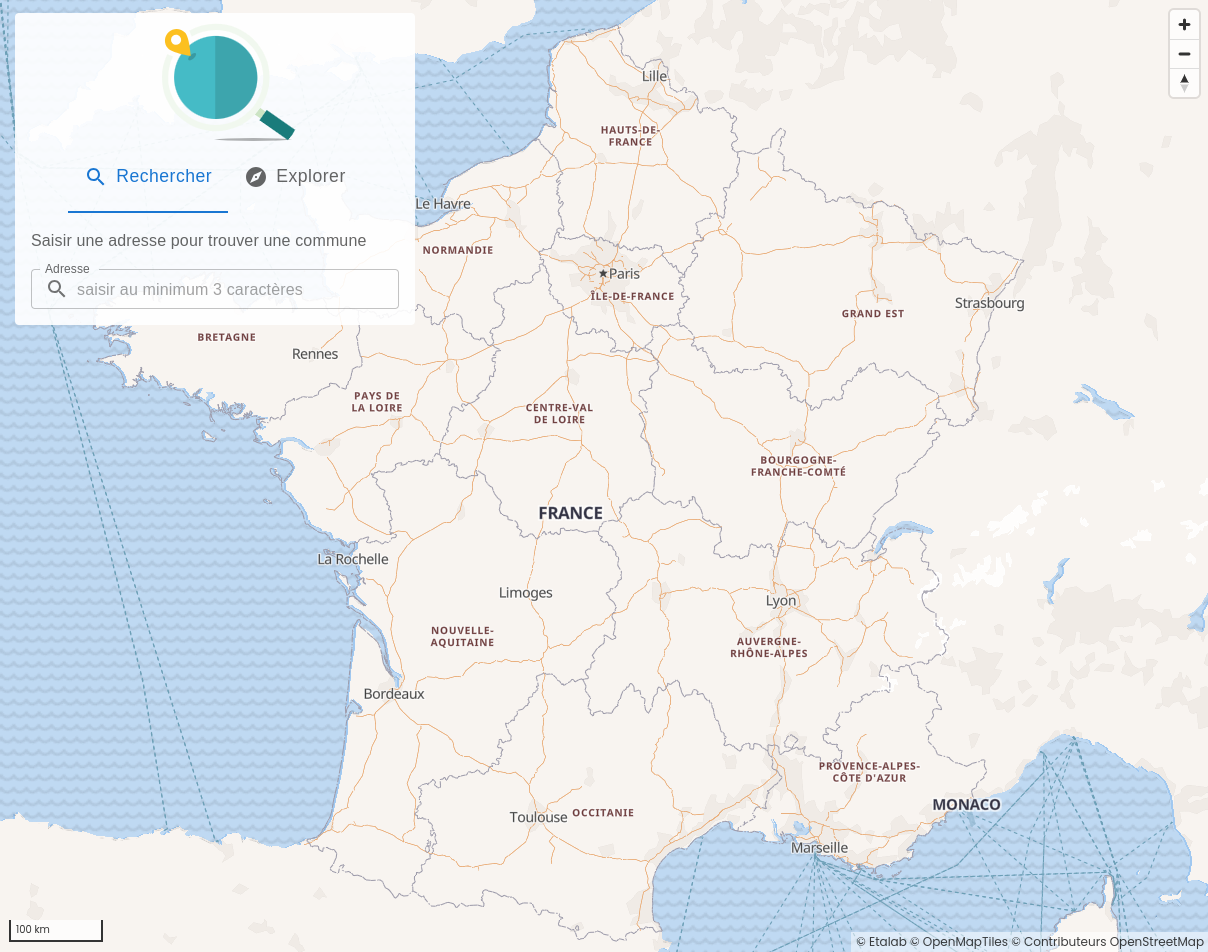 Rechercher
Explorer
Saisir une adresse pour trouver une commune
Adresse
saisir au minimum 3 caractères
Lille
HAUTS-DE-
FRANCE
Le Havre
NORMANDIE
Paris
ÎLE-DE-FRANCE
Strasbourg
GRAND EST
BRETAGNE
Rennes
PAYS DE
LA LOIRE
CENTRE-VAL
DE LOIRE
BOURGOGNE-
FRANCHE-COMTÉ
FRANCE
La Rochelle
Limoges
Lyon
NOUVELLE-
AQUITAINE
AUVERGNE-
RHÔNE-ALPES
Bordeaux
PROVENCE-ALPES-
CÔTE D'AZUR
MONACO
Toulouse
OCCITANIE
Marseille
100 km
© Etalab © OpenMapTiles © Contributeurs OpenStreetMap